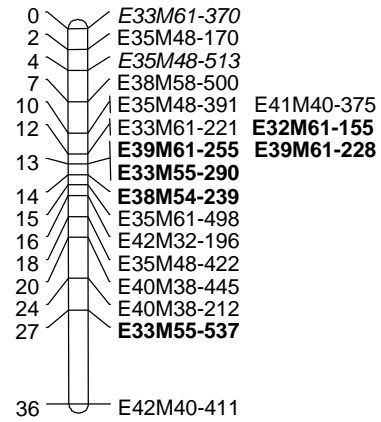 0 E33M61-370
2 E35M48-170
4 E35M48-513
7 E38M58-500
10 E35M48-391 E41M40-375
12 E33M61-221 E32M61-155
13 E39M61-255 E39M61-228
E33M55-290
14 E38M54-239
15 E35M61-498
16 E42M32-196
18 E35M48-422
20 E40M38-445
24 E40M38-212
27 E33M55-537
36 E42M40-411